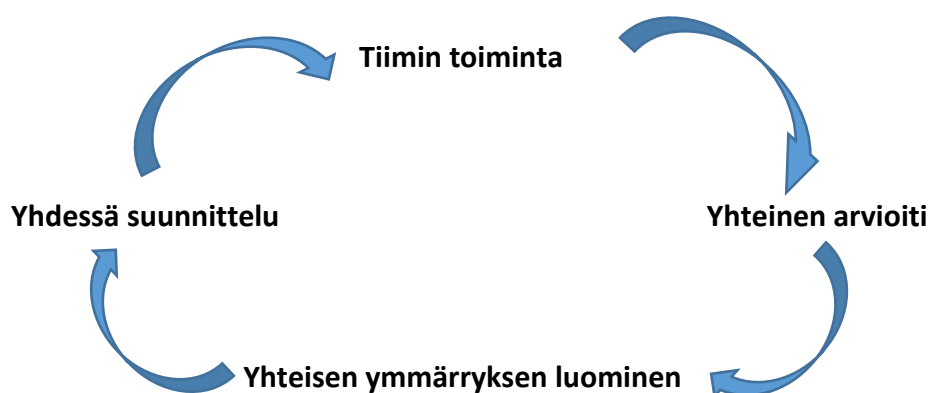 Tiimin toiminta
Yhdessä suunnittelu
Yhteinen arvioiti
Yhteisen ymmärryksen luominen